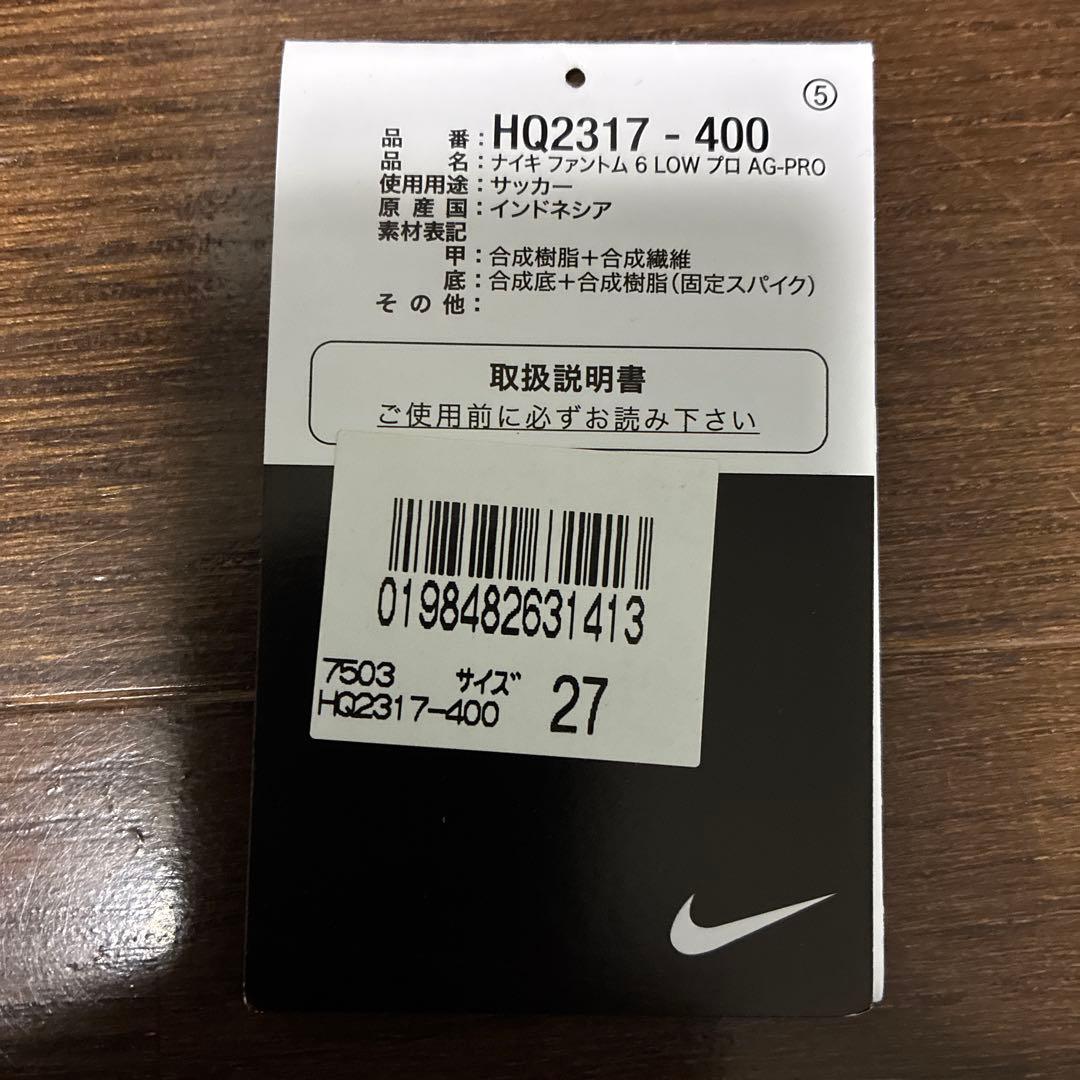 ⑤
品番:HQ2317-400
品名:ナイキ ファントム 6 LOW プロ AG-PRO
使用用途:サッカー
原産国:インドネシア
素材表記
甲:合成樹脂+合成繊維
底:合成底+合成樹脂(固定スパイク)
その他:
取扱説明書
ご使用前に必ずお読み下さい
0198482631413
7503 サイズ 27
HQ2317-400